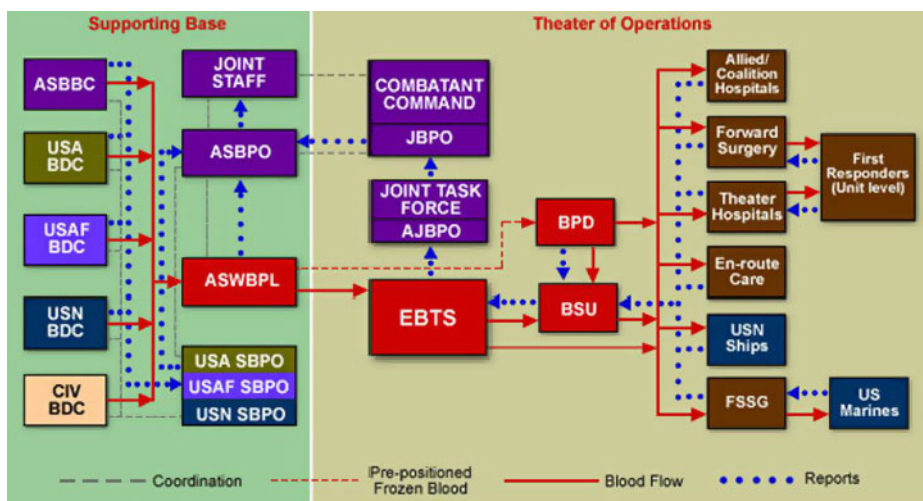 Supporting Base
Theater of Operations
ASBBC
USA
BDC
USAF
BDC
USN
BDC
CIV
BDC
JOINT
STAFF
ASBPO
ASWBPL
USA SBPO
USAF SBPO
USN SBPO
COMBATANT
COMMAND
JBPO
JOINT TASK
FORCE
AJBPO
EBTS
BPD
BSU
Allied/
Coalition
Hospitals
Forward
Surgery
Theater
Hospitals
En-route
Care
USN
Ships
FSSG
First
Responders
(Unit level)
US
Marines
Coordination
Pre-positioned
Frozen Blood
Blood Flow
Reports